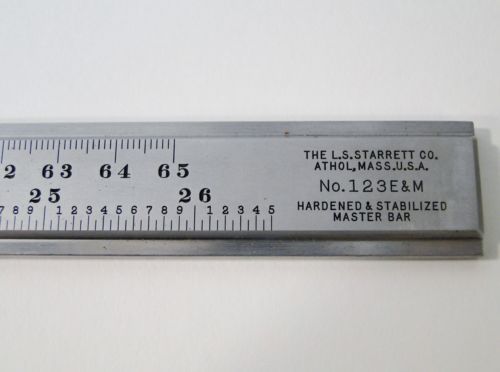 THE L.S. STARRETT CO.
ATHOL, MASS. U.S.A.
No. 123E&M
HARDENED & STABILIZED
MASTER BAR
2 63 64 65
25 26
7 8 9 1 2 3 4 5 6 7 8 9 1 2 3 4 5